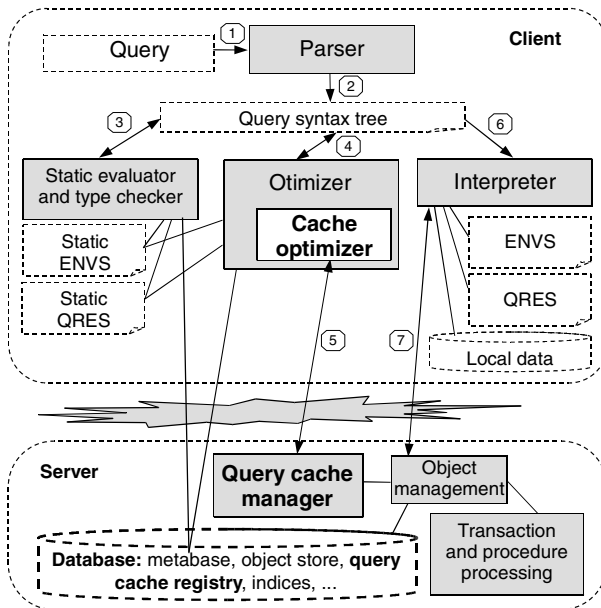 Query
1
Parser
Client
2
3
Query syntax tree
4
6
Static evaluator
and type checker
Otimizer
Interpreter
Cache
optimizer
Static
ENVS
ENVS
Static
QRES
QRES
5
7
Local data
Server
Query cache
manager
Object
management
Database: metabase, object store, query
cache registry, indices, ...
Transaction
and procedure
processing